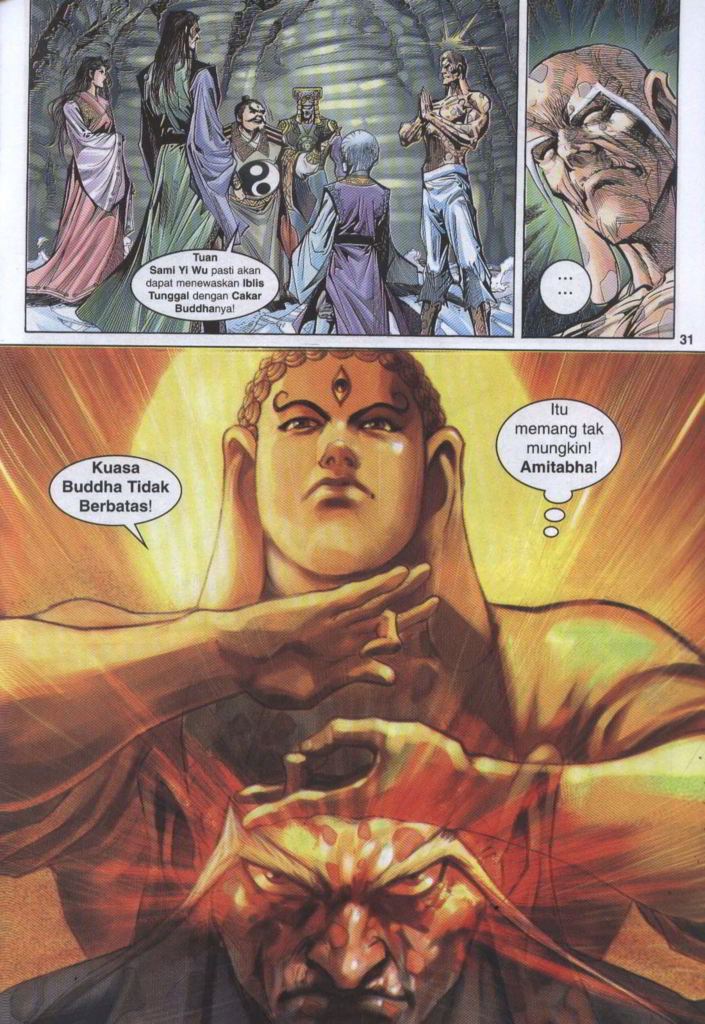 Tuan
Sami Yi Wu pasti akan
dapat menewaskan Iblis
Tunggal dengan Cakar
Buddhanya!
...
...
31
Kuasa
Buddha Tidak
Berbatas!
Itu
memang tak
mungkin!
Amitabha!